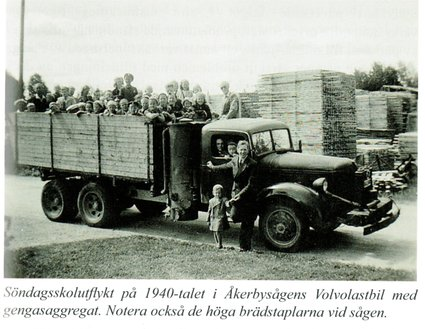 Söndagsskolutflykt på 1940-talet i Åkerbysågens Volvolastbil med
gengasaggregat. Notera också de höga brädstaplarna vid sågen.